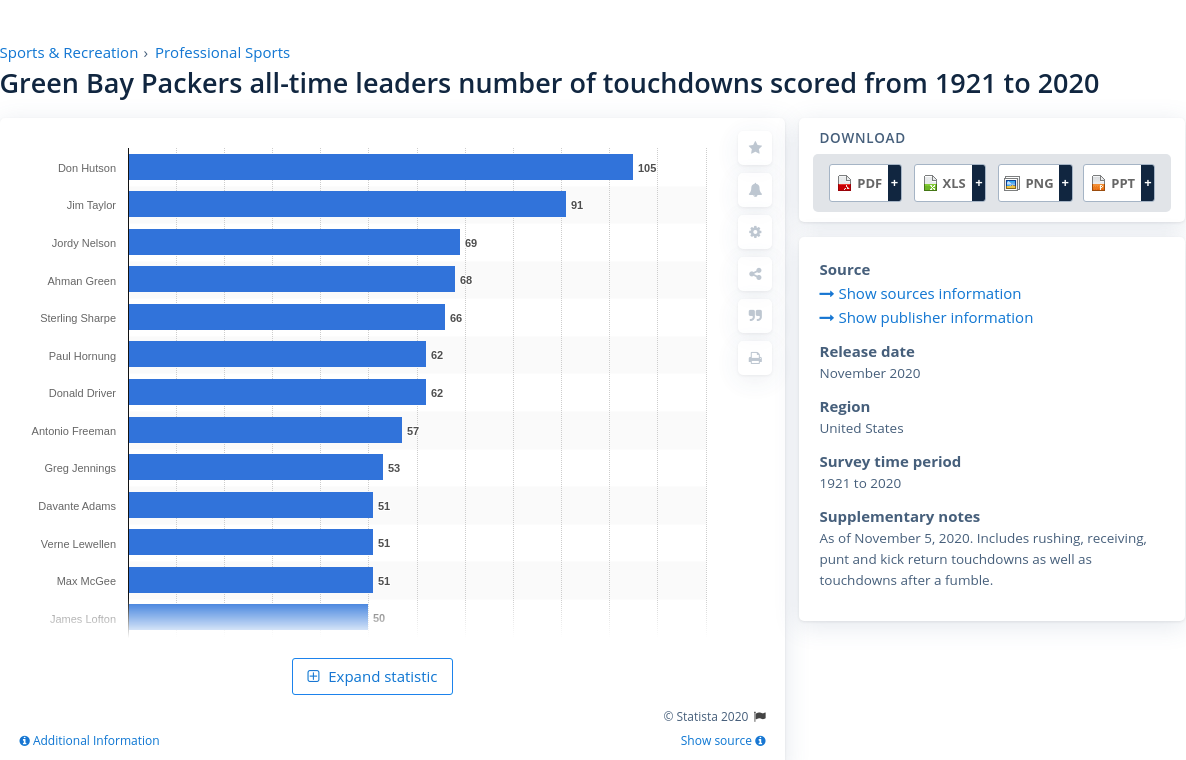 Sports & Recreation › Professional Sports
Green Bay Packers all-time leaders number of touchdowns scored from 1921 to 2020
Don Hutson 105
Jim Taylor 91
Jordy Nelson 69
Ahman Green 68
Sterling Sharpe 66
Paul Hornung 62
Donald Driver 62
Antonio Freeman 57
Greg Jennings 53
Davante Adams 51
Verne Lewellen 51
Max McGee 51
James Lofton 50
Expand statistic
© Statista 2020
Additional Information
Show source
DOWNLOAD
PDF + XLS + PNG + PPT +
Source
Show sources information
Show publisher information
Release date
November 2020
Region
United States
Survey time period
1921 to 2020
Supplementary notes
As of November 5, 2020. Includes rushing, receiving,
punt and kick return touchdowns as well as
touchdowns after a fumble.